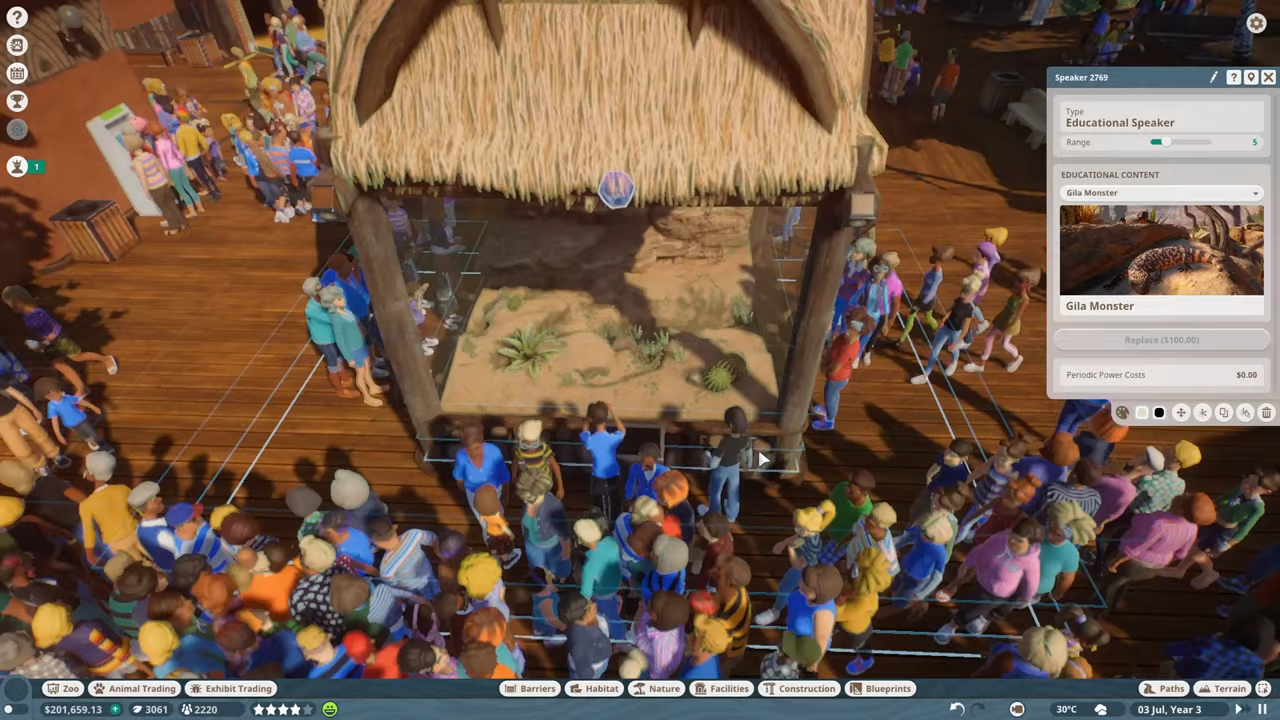 ?
1
Speaker 2769
?
Type
Educational Speaker
Range
5
EDUCATIONAL CONTENT
Gila Monster
Gila Monster
Replace ($100.00)
Periodic Power Costs
$0.00
Zoo
Animal Trading
Exhibit Trading
Barriers
Habitat
Nature
Facilities
Construction
Blueprints
Paths
Terrain
$201,659.13
3061
2220
30°C
03 Jul, Year 3